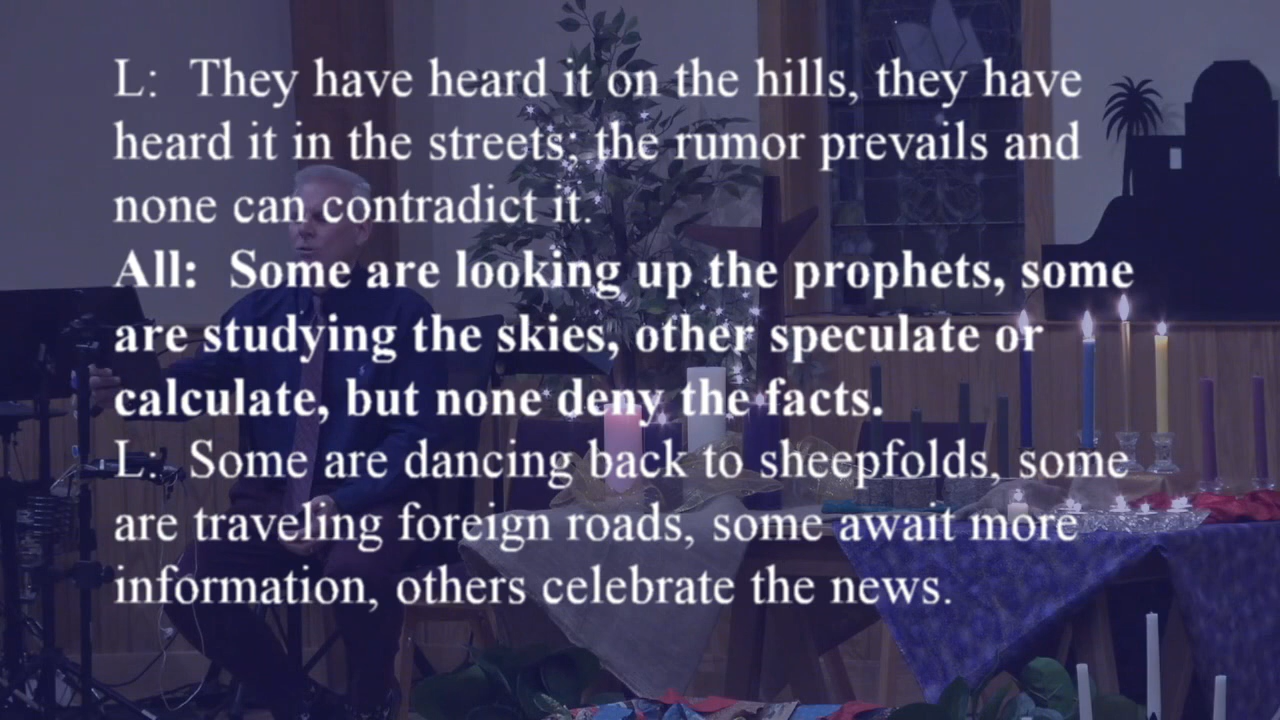 L:  They have heard it on the hills, they have
heard it in the streets; the rumor prevails and
none can contradict it.
All:  Some are looking up the prophets, some
are studying the skies, other speculate or
calculate, but none deny the facts.
L:  Some are dancing back to sheepfolds, some
are traveling foreign roads, some await more
information, others celebrate the news.